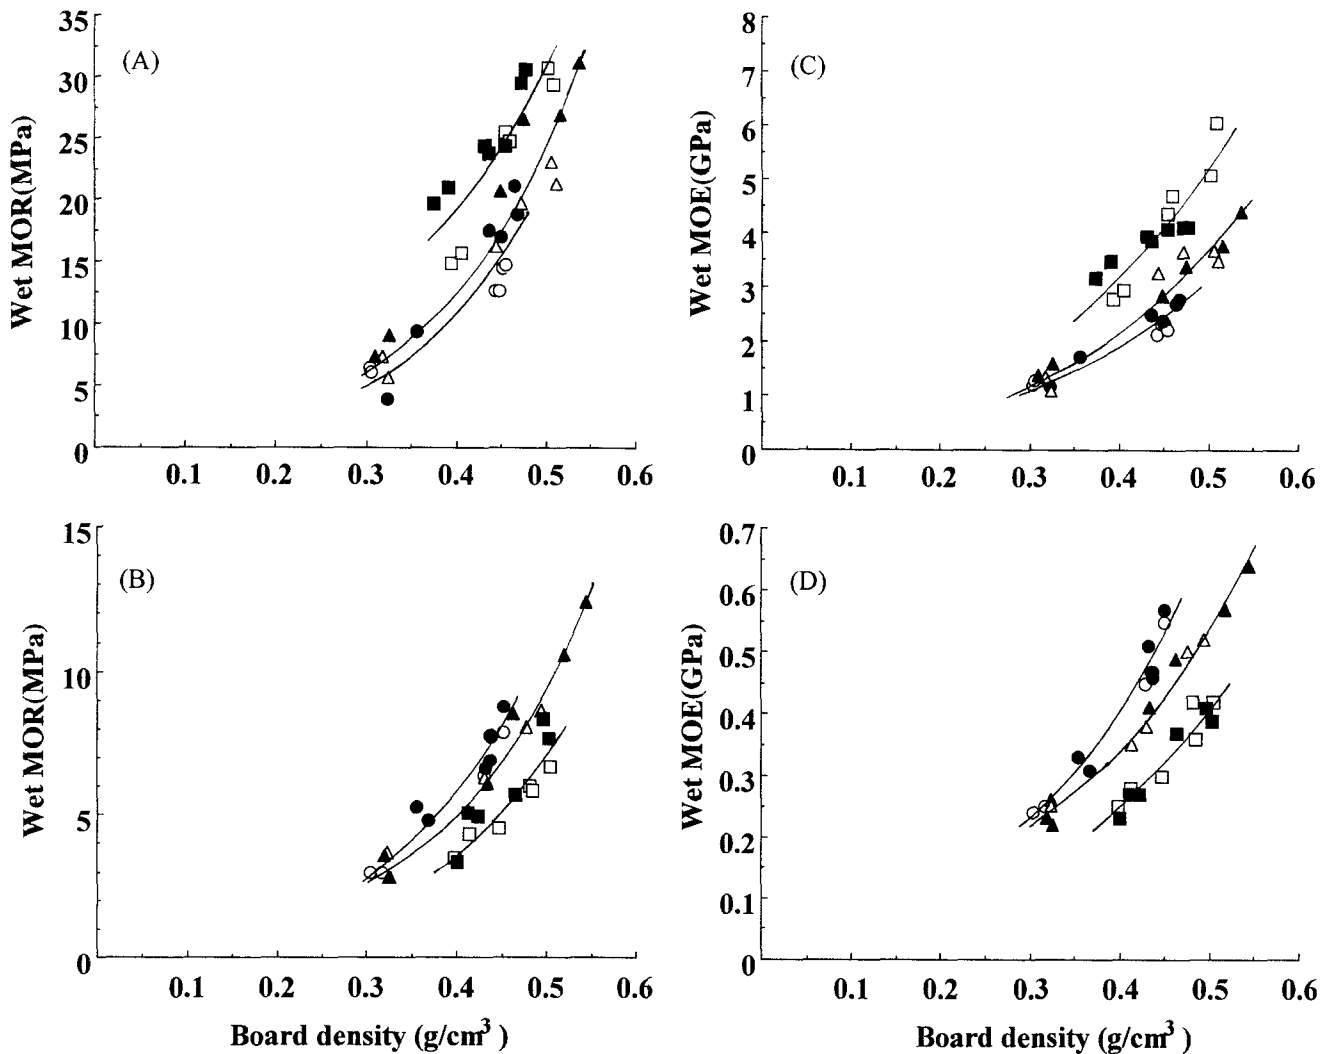 35
30
25
20
15
10
5
0
(A)
Wet MOR(MPa)
0.1 0.2 0.3 0.4 0.5 0.6
8
7
6
5
4
3
2
1
0
(C)
Wet MOE(GPa)
0.1 0.2 0.3 0.4 0.5 0.6
15
10
5
0
(B)
Wet MOR(MPa)
0.1 0.2 0.3 0.4 0.5 0.6
Board density (g/cm³ )
0.7
0.6
0.5
0.4
0.3
0.2
0.1
0
(D)
Wet MOE(GPa)
0.1 0.2 0.3 0.4 0.5 0.6
Board density (g/cm³ )